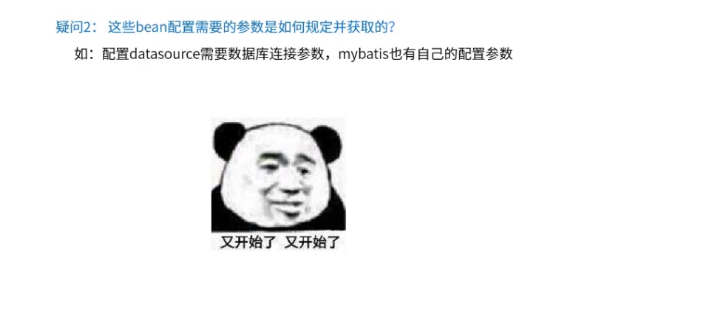 疑问2： 这些bean配置需要的参数是如何规定并获取的？
如：配置datasource需要数据库连接参数，mybatis也有自己的配置参数
又开始了 又开始了